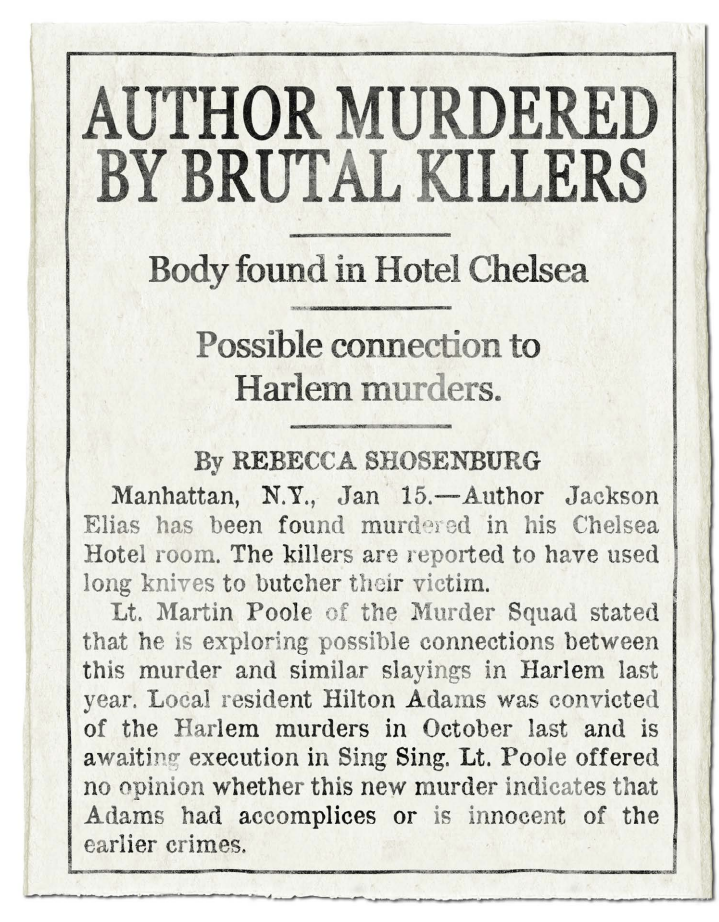 AUTHOR MURDERED
BY BRUTAL KILLERS
Body found in Hotel Chelsea
Possible connection to
Harlem murders.
By REBECCA SHOSENBURG
Manhattan, N.Y., Jan 15.—Author Jackson
Elias has been found murdered in his Chelsea
Hotel room. The killers are reported to have used
long knives to butcher their victim.
Lt. Martin Poole of the Murder Squad stated
that he is exploring possible connections between
this murder and similar slayings in Harlem last
year. Local resident Hilton Adams was convicted
of the Harlem murders in October last and is
awaiting execution in Sing Sing. Lt. Poole offered
no opinion whether this new murder indicates that
Adams had accomplices or is innocent of the
earlier crimes.